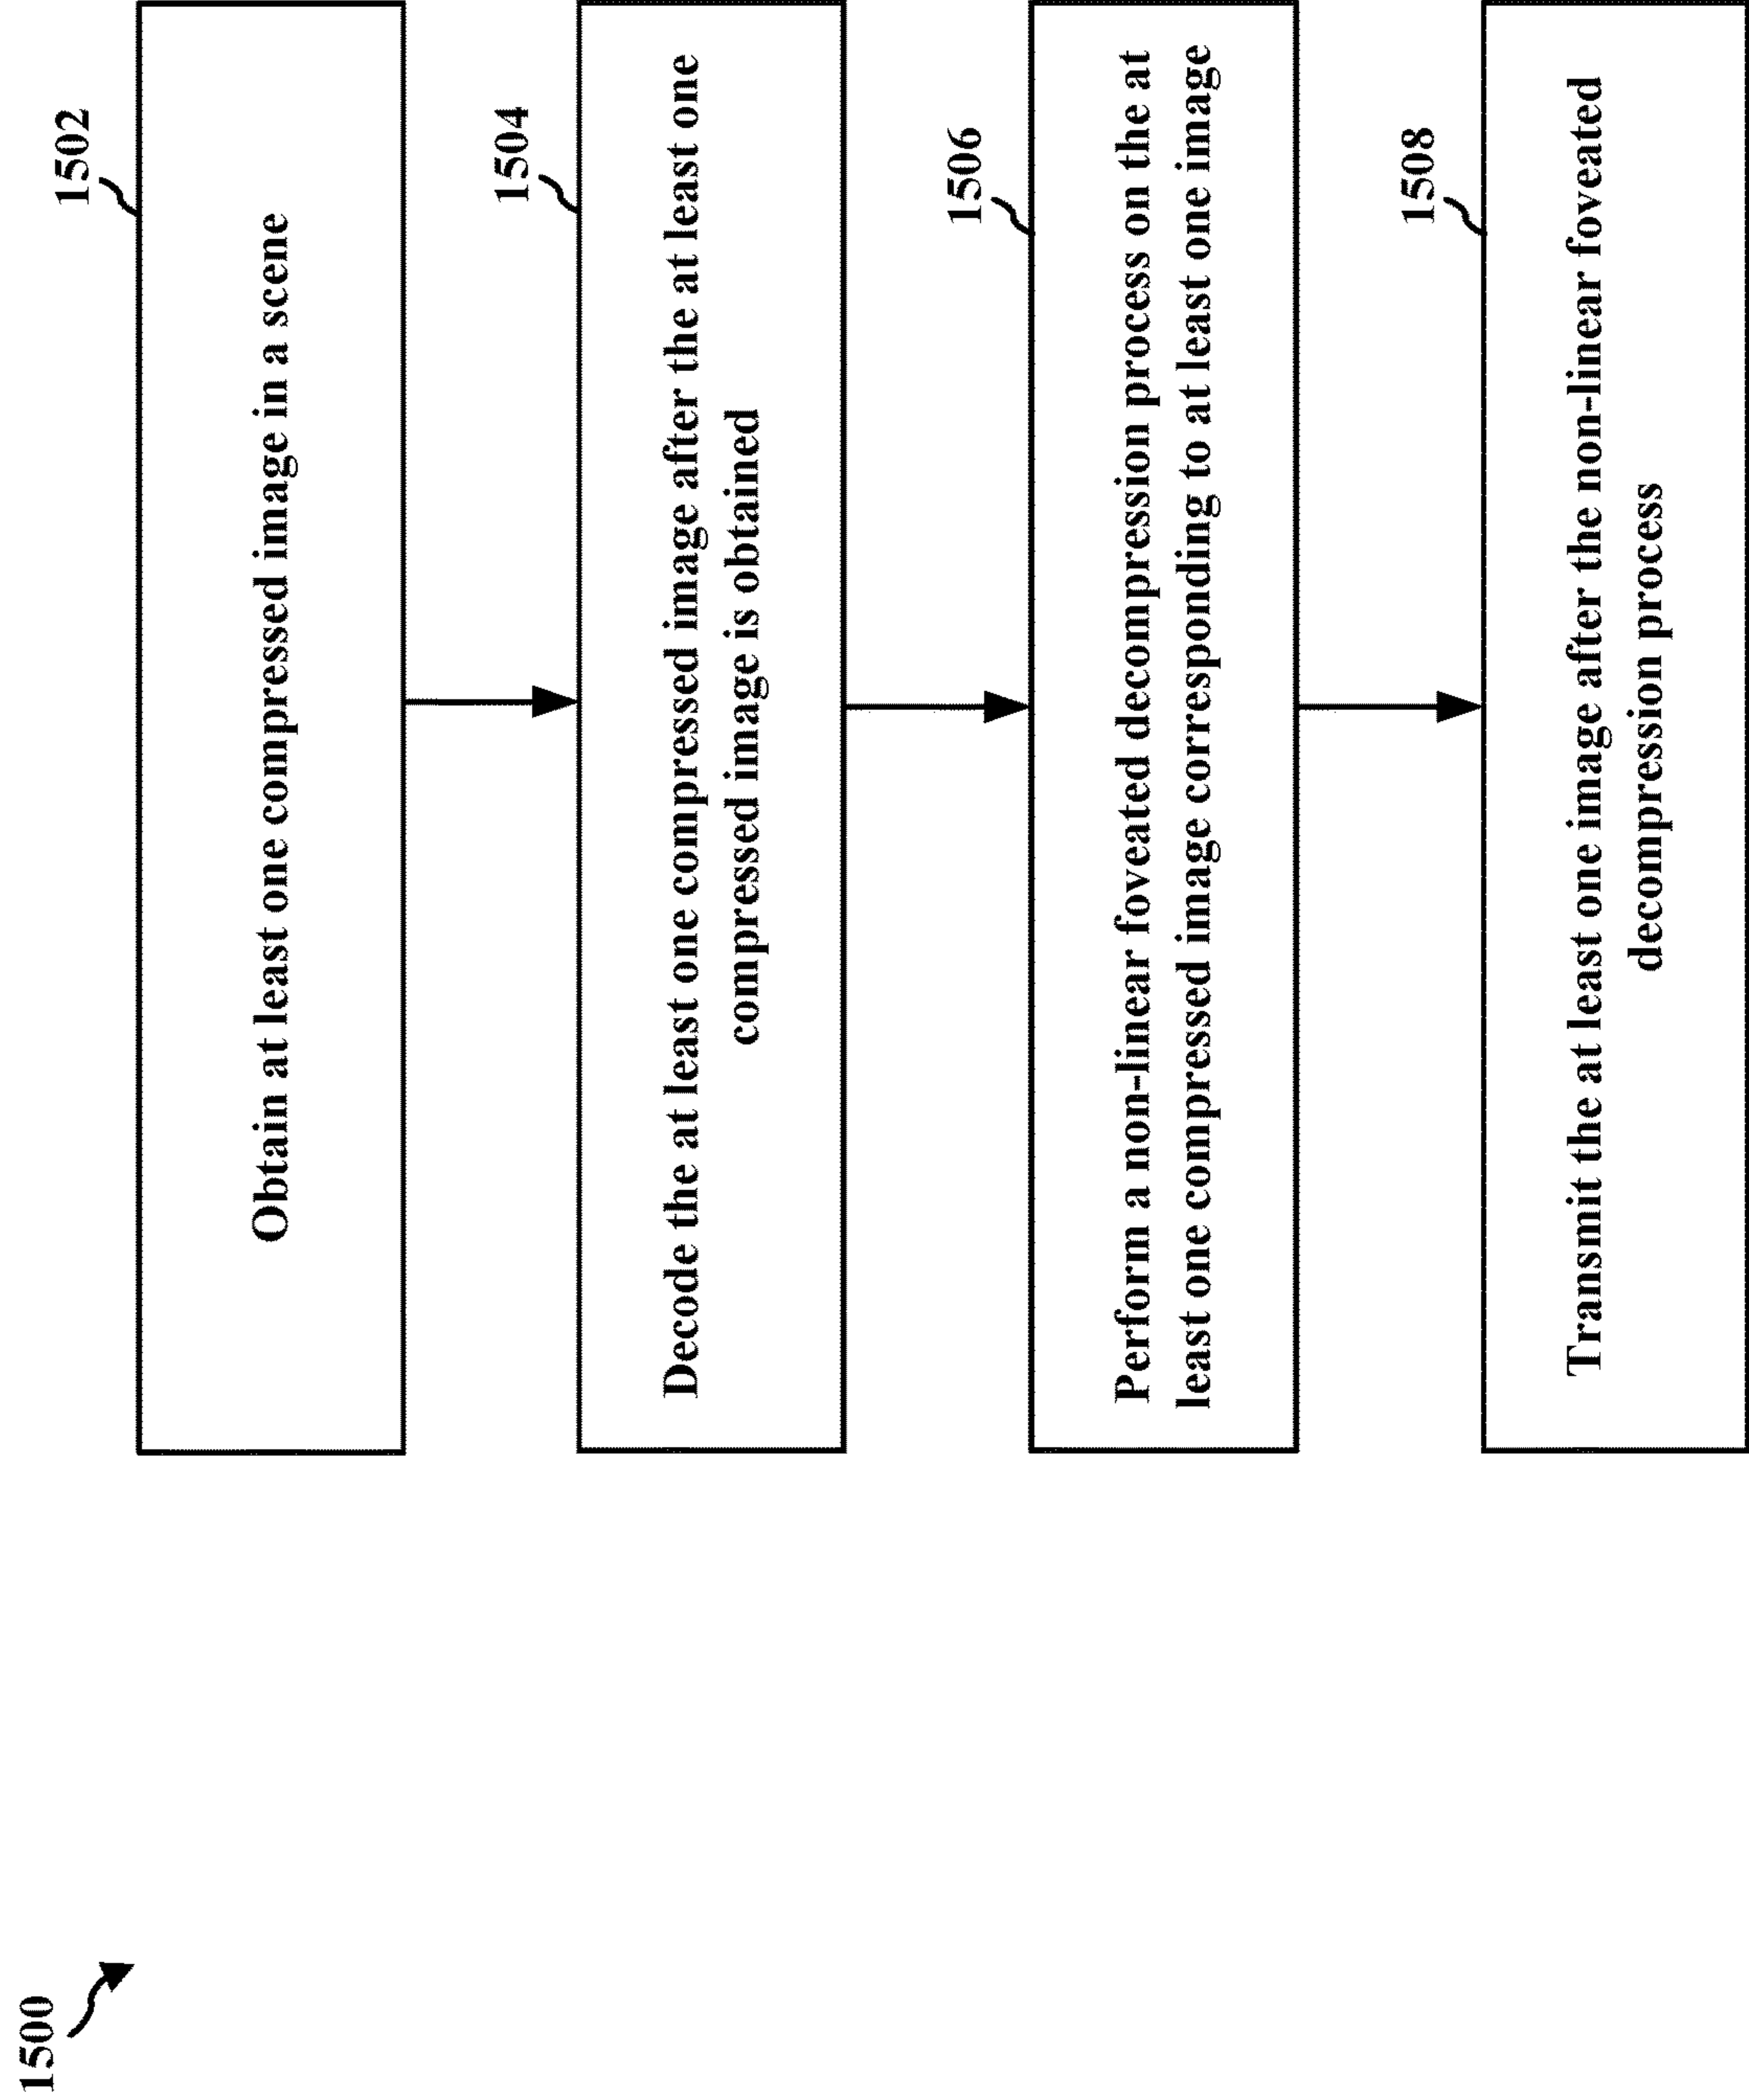 1500
1502
Obtain at least one compressed image in a scene
1504
Decode the at least one compressed image after the at least one
compressed image is obtained
1506
Perform a non-linear foveated decompression process on the at
least one compressed image corresponding to at least one image
1508
Transmit the at least one image after the non-linear foveated
decompression process